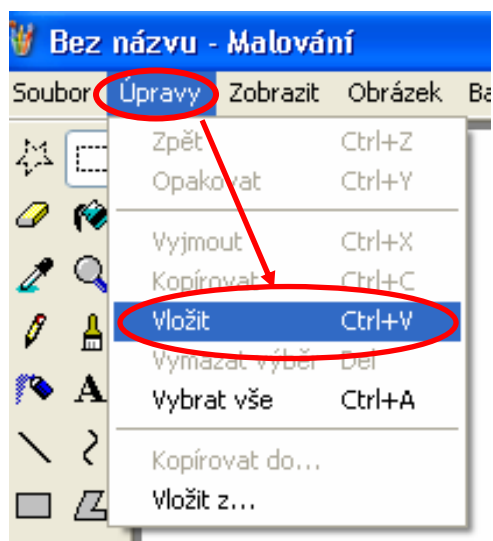 Bez názvu - Malování
Soubor Úpravy Zobrazit Obrázek Ba
Zpět Ctrl+Z
Opakovat Ctrl+Y
Vyjmout Ctrl+X
Kopírovat Ctrl+C
Vložit Ctrl+V
Vymazat výběr Del
Vybrat vše Ctrl+A
Kopírovat do...
Vložit z...